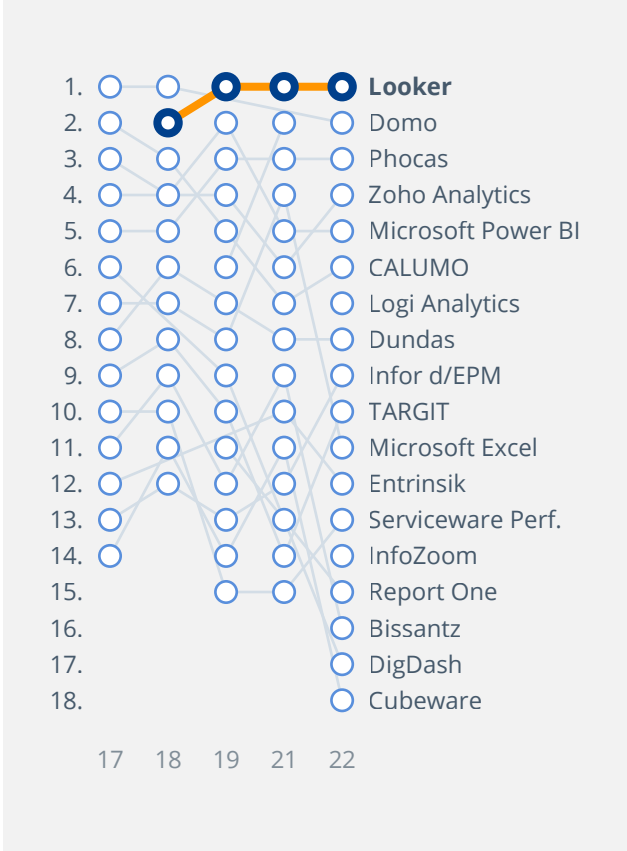 1. Looker
2. Domo
3. Phocas
4. Zoho Analytics
5. Microsoft Power BI
6. CALUMO
7. Logi Analytics
8. Dundas
9. Infor d/EPM
10. TARGIT
11. Microsoft Excel
12. Entrinsik
13. Serviceware Perf.
14. InfoZoom
15. Report One
16. Bissantz
17. DigDash
18. Cubeware
17 18 19 21 22